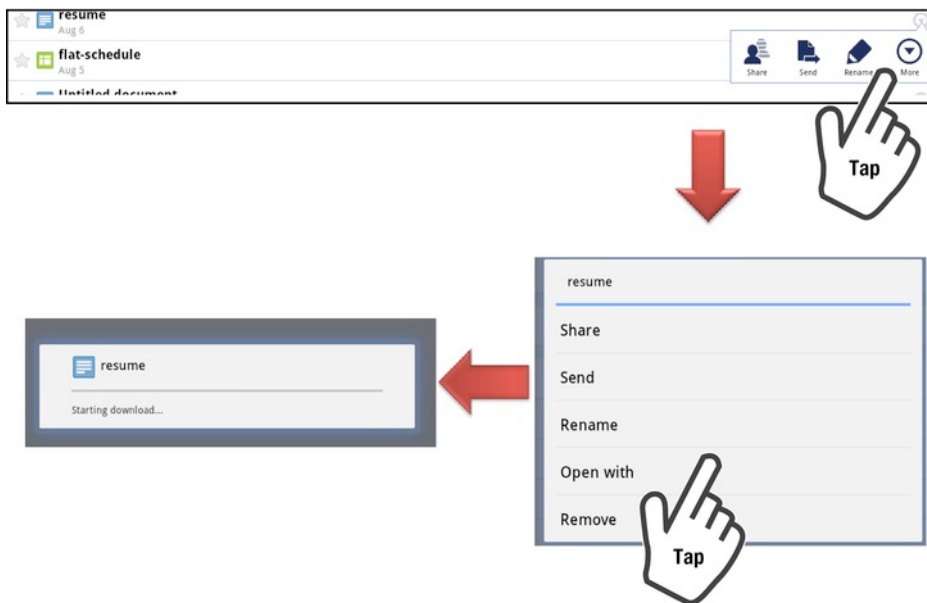 resume
Aug 6
flat-schedule
Aug 5
Untitled document
Share Send Rename More
Tap
resume
Share
Send
Rename
Open with
Remove
Tap
resume
Starting download...